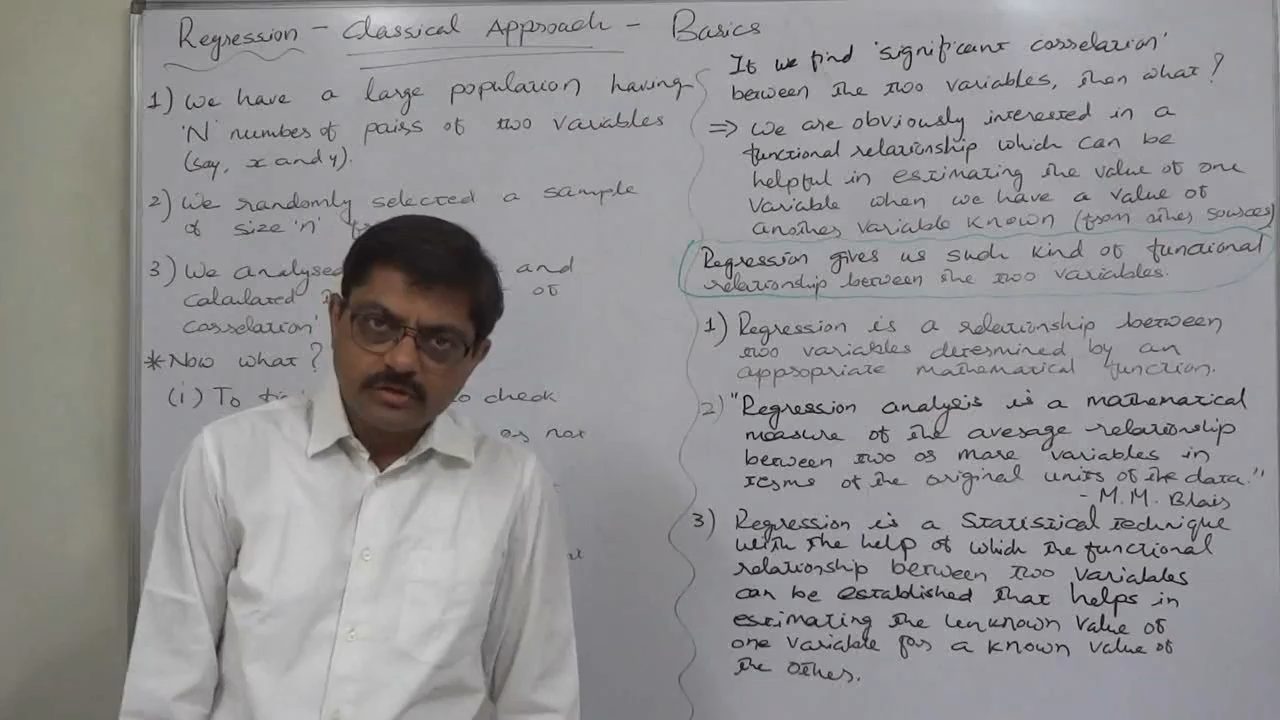 Regression - Classical Approach - Basics
1) We have a large population having
'N' number of pairs of two variables
(say, x and y).
2) We randomly selected a sample
of size 'n'
3) We analysed and
calculated of
correlation'
* Now what?
(i) To to check
or not
If we find 'significant correlation'
between the two variables, then what?
⇒ We are obviously interested in a
functional relationship which can be
helpful in estimating the value of one
variable when we have a value of
another variable known (from other sources)
Regression gives us such kind of functional
relationship between the two variables.
1) Regression is a relationship between
two variables determined by an
appropriate mathematical function.
2) "Regression analysis is a mathematical
measure of the average relationship
between two or more variables in
terms of the original units of the data."
- M.M. Blair
3) Regression is a Statistical technique
with the help of which the functional
relationship between two variables
can be established that helps in
estimating the unknown value of
one variable for a known value of
the other.